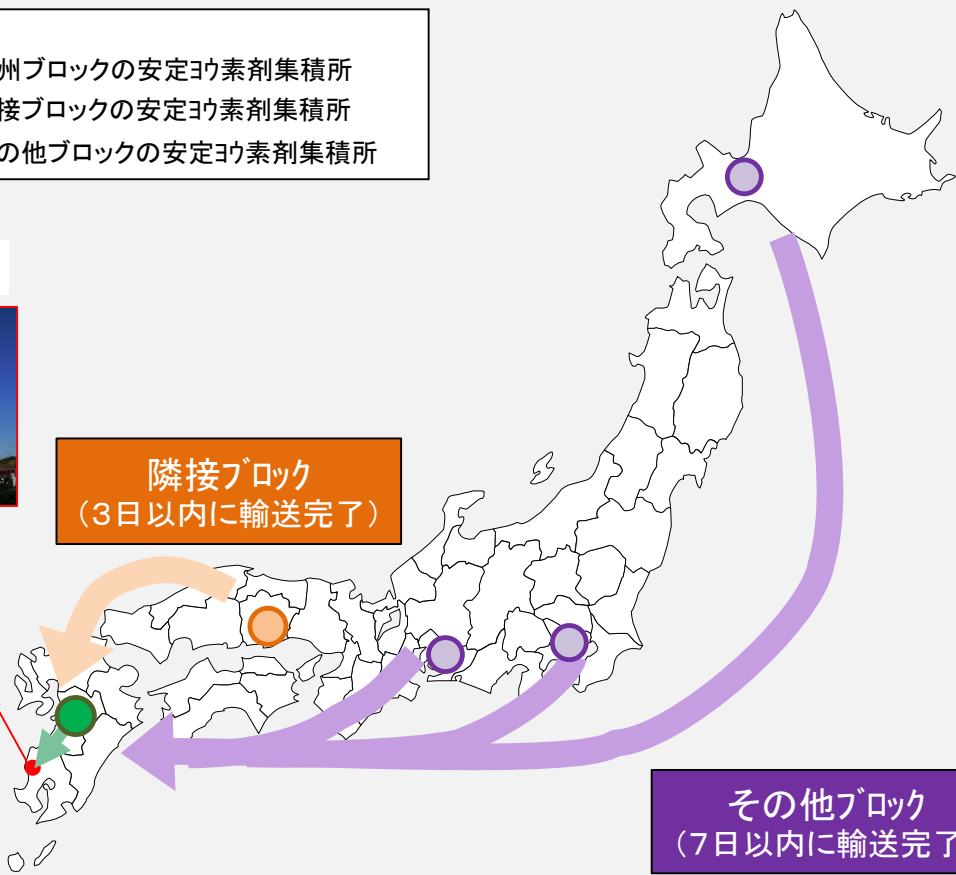 州ブロックの安定ﾖｳ素剤集積所
接ブロックの安定ﾖｳ素剤集積所
の他ブロックの安定ﾖｳ素剤集積所
隣接ﾌﾞﾛｯｸ
（３日以内に輸送完了）
その他ﾌﾞﾛｯｸ
（７日以内に輸送完了